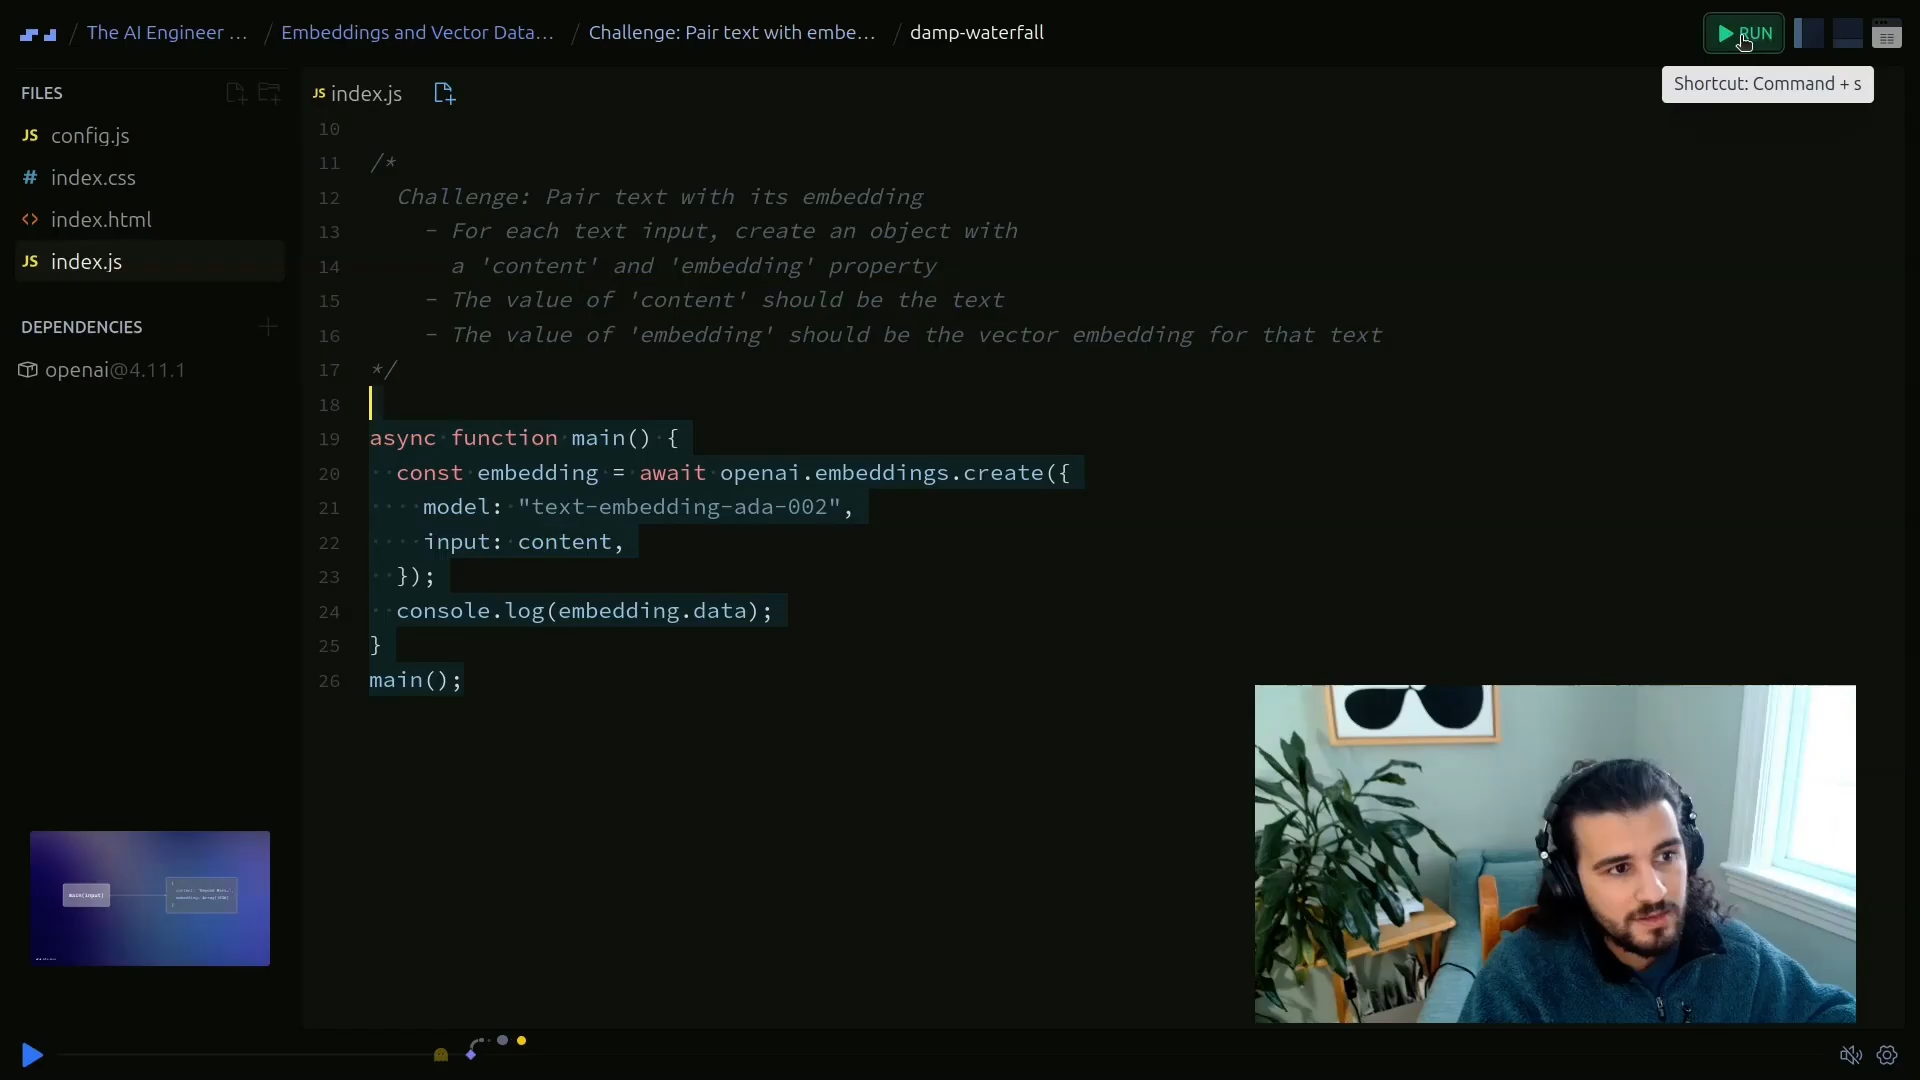 / The AI Engineer ... / Embeddings and Vector Data... / Challenge: Pair text with embe... / damp-waterfall
RUN
Shortcut: Command + s
FILES
JS config.js
# index.css
<> index.html
JS index.js
DEPENDENCIES
openai@4.11.1
JS index.js
10
11 /*
12 Challenge: Pair text with its embedding
13 - For each text input, create an object with
14 a 'content' and 'embedding' property
15 - The value of 'content' should be the text
16 - The value of 'embedding' should be the vector embedding for that text
17 */
18
19 async function main() {
20 const embedding = await openai.embeddings.create({
21 model: "text-embedding-ada-002",
22 input: content,
23 });
24 console.log(embedding.data);
25 }
26 main();
main(input)